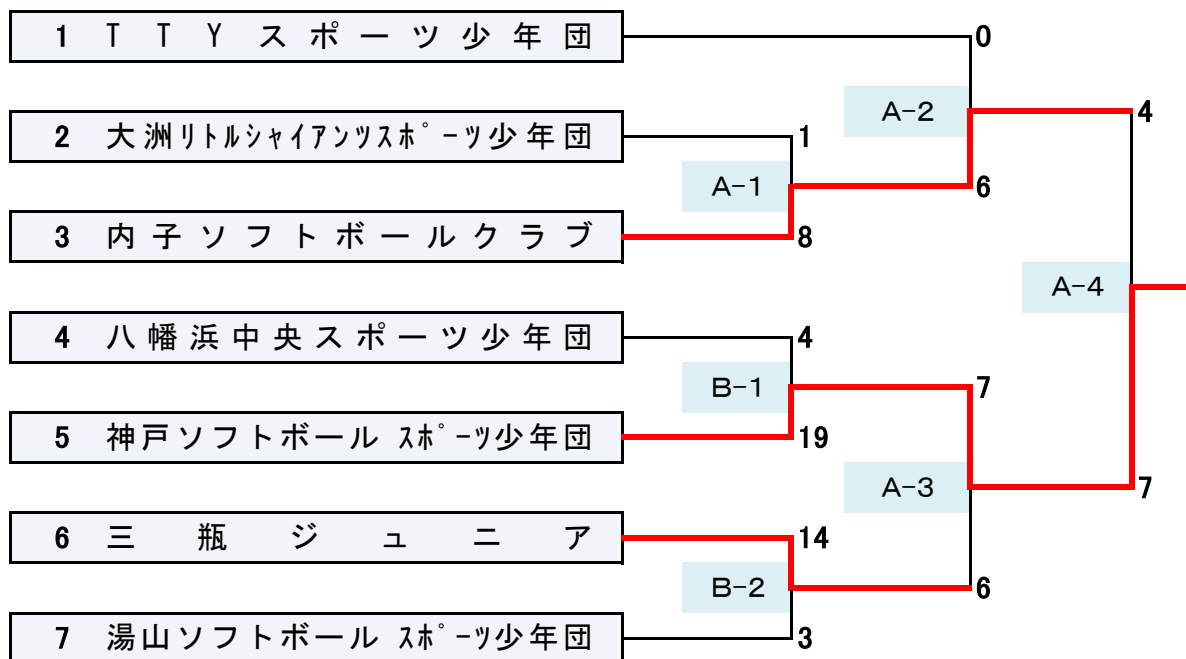 1 TTYスポーツ少年団
0
A-2
4
2 大洲ﾘﾄﾙｼﾞｬｲｱﾝﾂｽﾎﾟｰﾂ少年団
1
A-1
6
3 内子ソフトボールクラブ
8
A-4
4 八幡浜中央スポーツ少年団
4
B-1
7
5 神戸ソフトボール ｽﾎﾟｰﾂ少年団
19
A-3
7
6 三瓶ジュニア
14
B-2
6
7 湯山ソフトボール ｽﾎﾟｰﾂ少年団
3